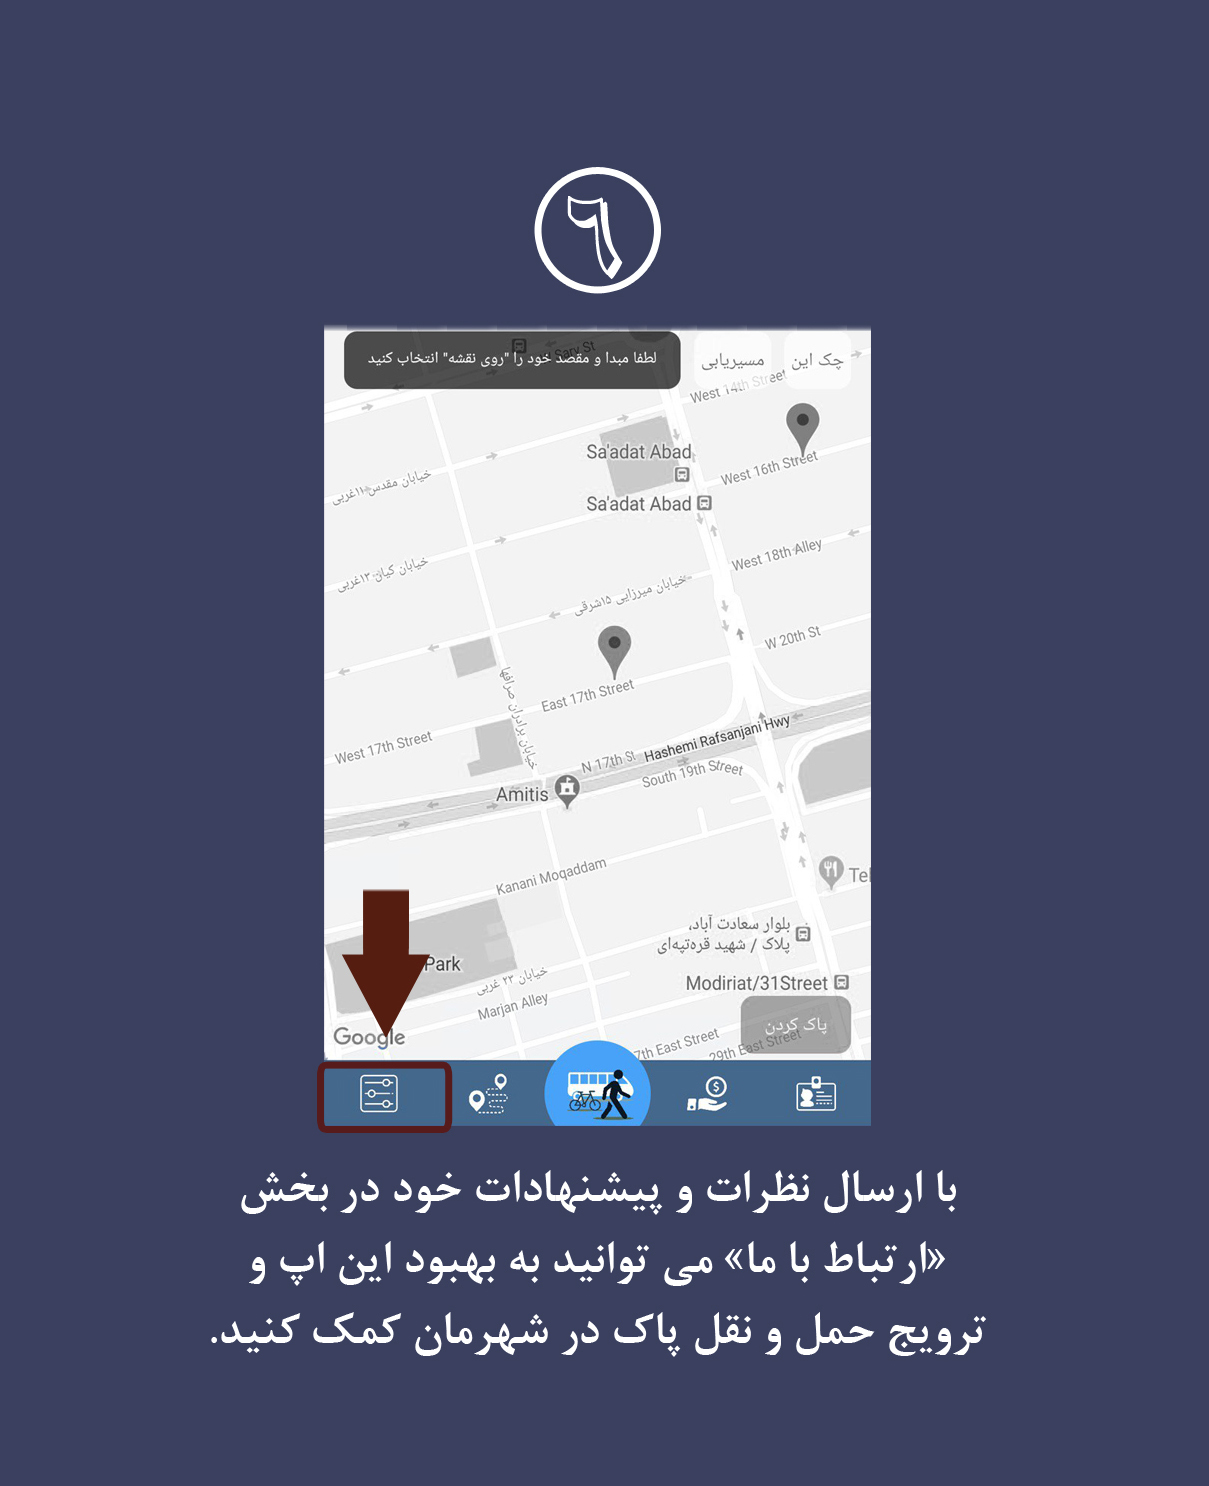 ٦
لطفا مبدا و مقصد خود را "روی نقشه" انتخاب کنید
مسیریابی
چک این
West 14th Street
Sa'adat Abad
West 16th Street
خیابان مقدس ۱۱غربی
Sa'adat Abad
West 18th Alley
خیابان کیان ۱۳غربی
خیابان میرزایی ۱۵شرقی
W 20th St
خیابان برادران صرافها
East 17th Street
West 17th Street
Hashemi Rafsanjani Hwy
N 17th St
South 19th Street
Amitis
Kanani Moqaddam
Tel
بلوار سعادت آباد،
پلاک / شهید قره‌تپه‌ای
Park
خیابان ۲۳ غربی
Modiriat/31Street
Marjan Alley
پاک کردن
Google
7th East Street
29th East Street
با ارسال نظرات و پیشنهادات خود در بخش
«ارتباط با ما» می توانید به بهبود این اپ و
ترویج حمل و نقل پاک در شهرمان کمک کنید.